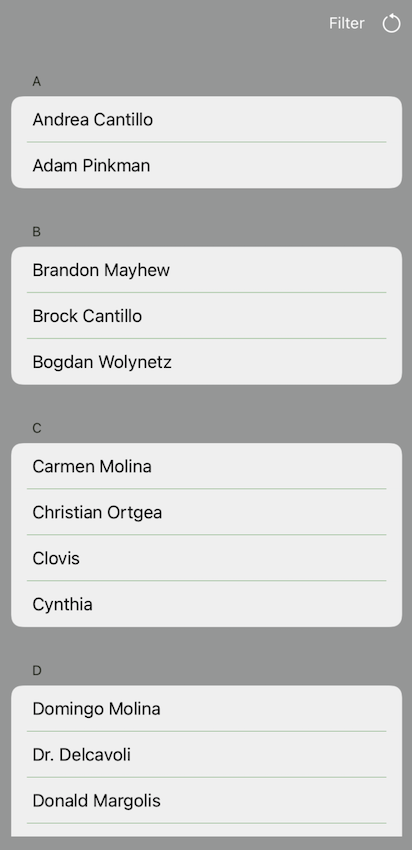 Filter
A
Andrea Cantillo
Adam Pinkman
B
Brandon Mayhew
Brock Cantillo
Bogdan Wolynetz
C
Carmen Molina
Christian Ortgea
Clovis
Cynthia
D
Domingo Molina
Dr. Delcavoli
Donald Margolis